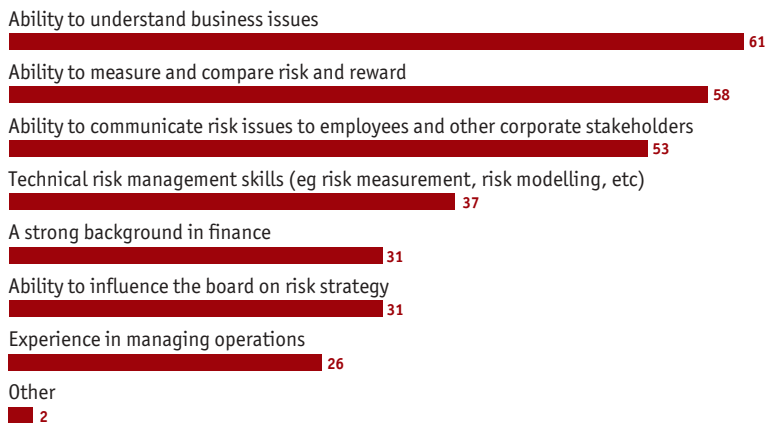 Ability to understand business issues
61
Ability to measure and compare risk and reward
58
Ability to communicate risk issues to employees and other corporate stakeholders
53
Technical risk management skills (eg risk measurement, risk modelling, etc)
37
A strong background in finance
31
Ability to influence the board on risk strategy
31
Experience in managing operations
26
Other
2